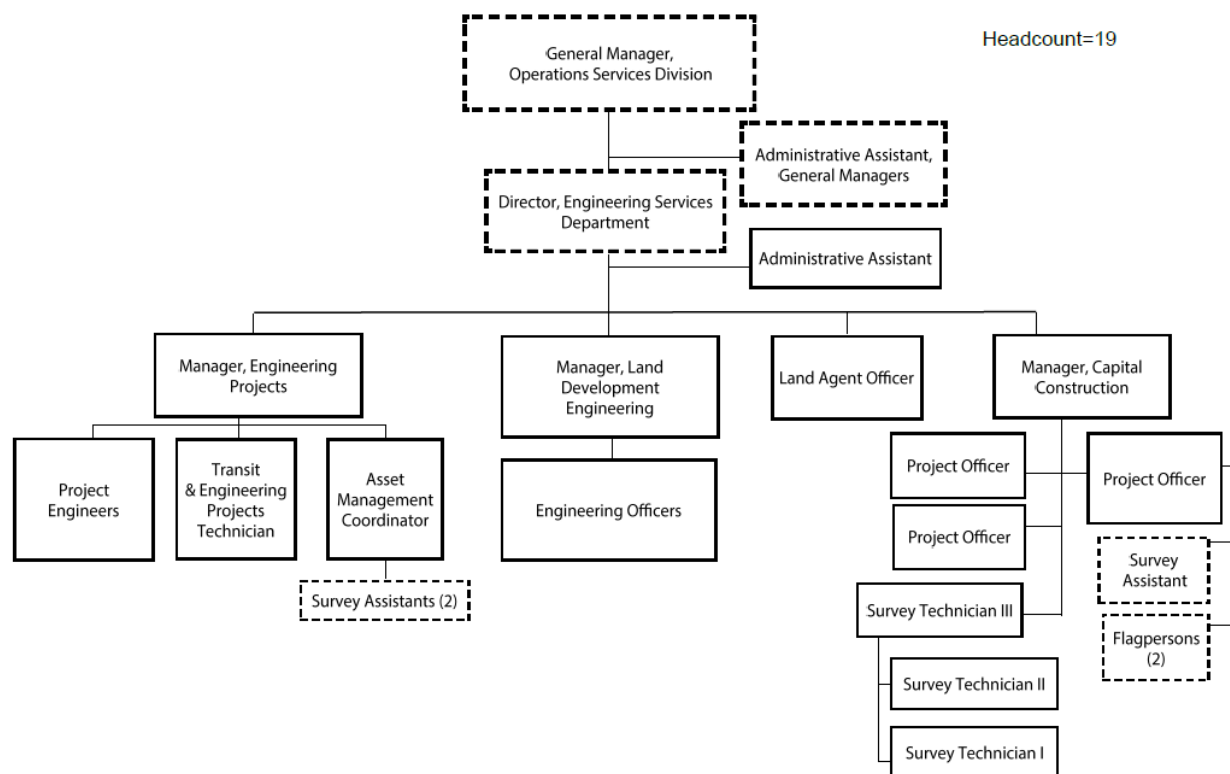 Headcount=19
General Manager,
Operations Services Division
Administrative Assistant,
General Managers
Director, Engineering Services
Department
Administrative Assistant
Manager, Engineering
Projects
Manager, Land
Development
Engineering
Land Agent Officer
Manager, Capital
Construction
Project
Engineers
Transit
& Engineering
Projects
Technician
Asset
Management
Coordinator
Survey Assistants (2)
Engineering Officers
Project Officer
Project Officer
Project Officer
Survey
Assistant
Survey Technician III
Flagpersons
(2)
Survey Technician II
Survey Technician I